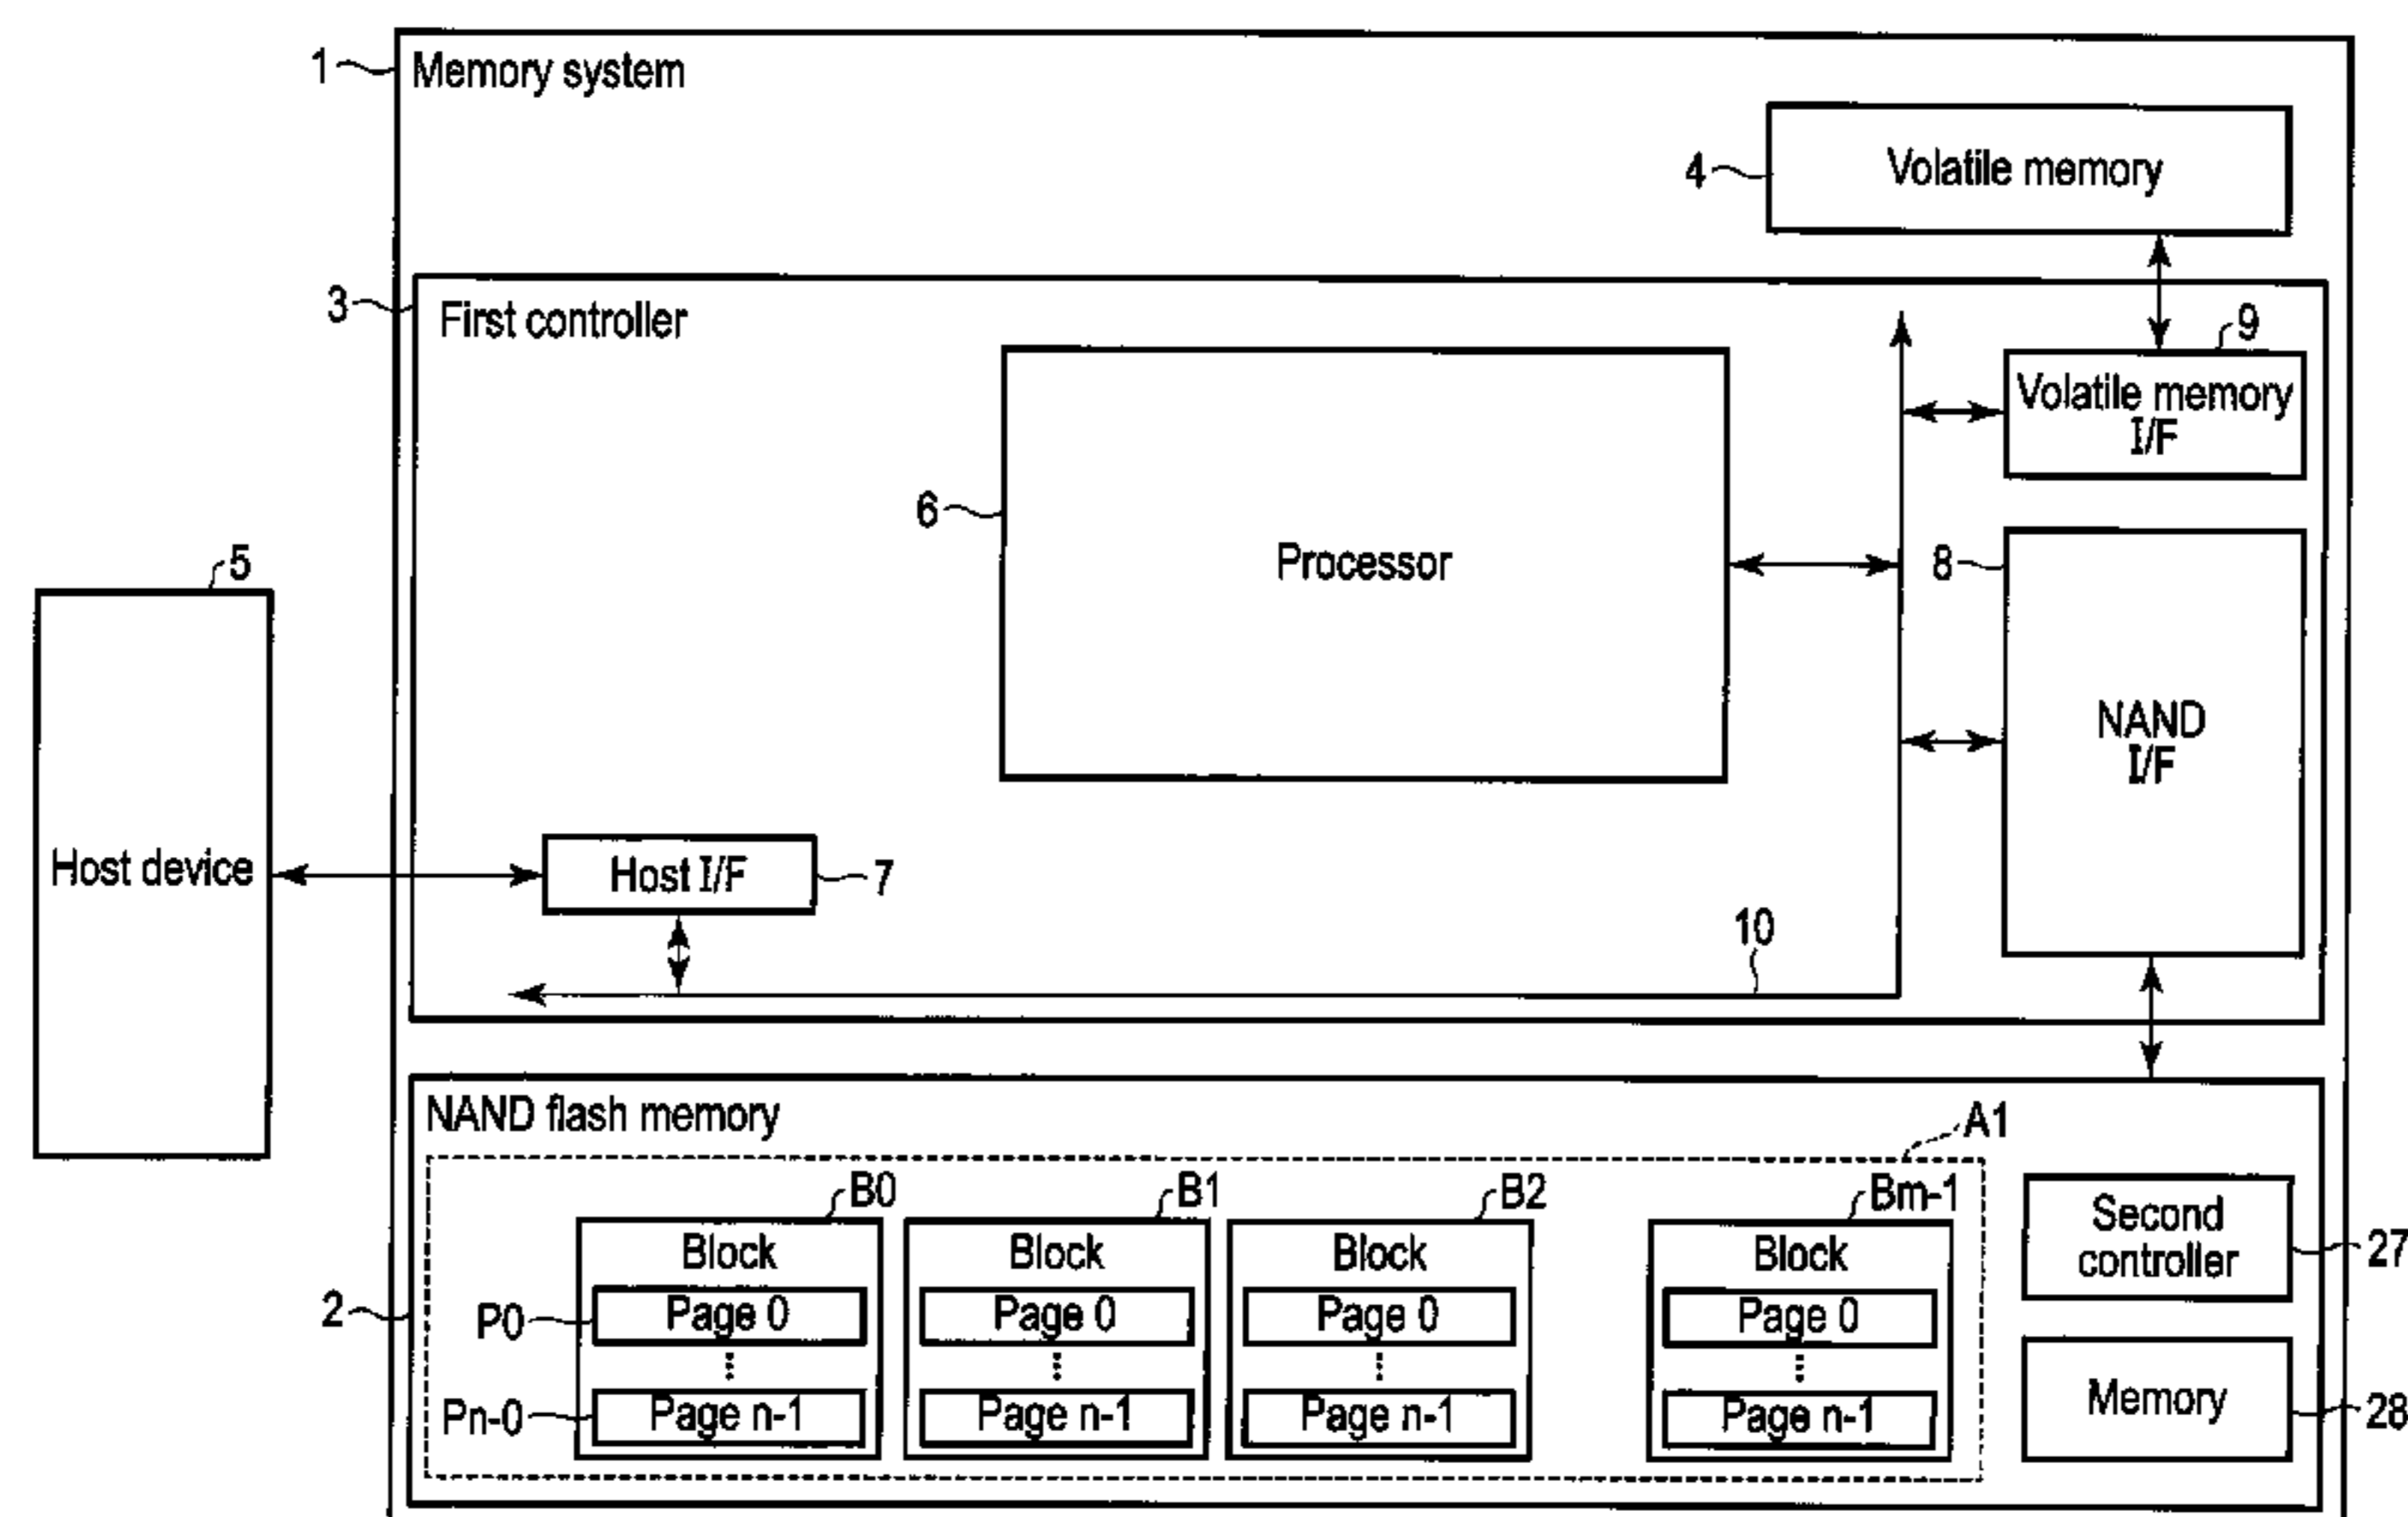 1 Memory system
4 Volatile memory
3 First controller
9
Volatile memory
I/F
6 Processor
8
NAND
I/F
5
Host device
Host I/F 7
10
NAND flash memory
A1
B0 B1 B2 Bm-1
Block Block Block Block
Second
controller
27
2
P0 Page 0 Page 0 Page 0 Page 0
⋮ ⋮ ⋮ ⋮
Pn-0 Page n-1 Page n-1 Page n-1 Page n-1
Memory 28